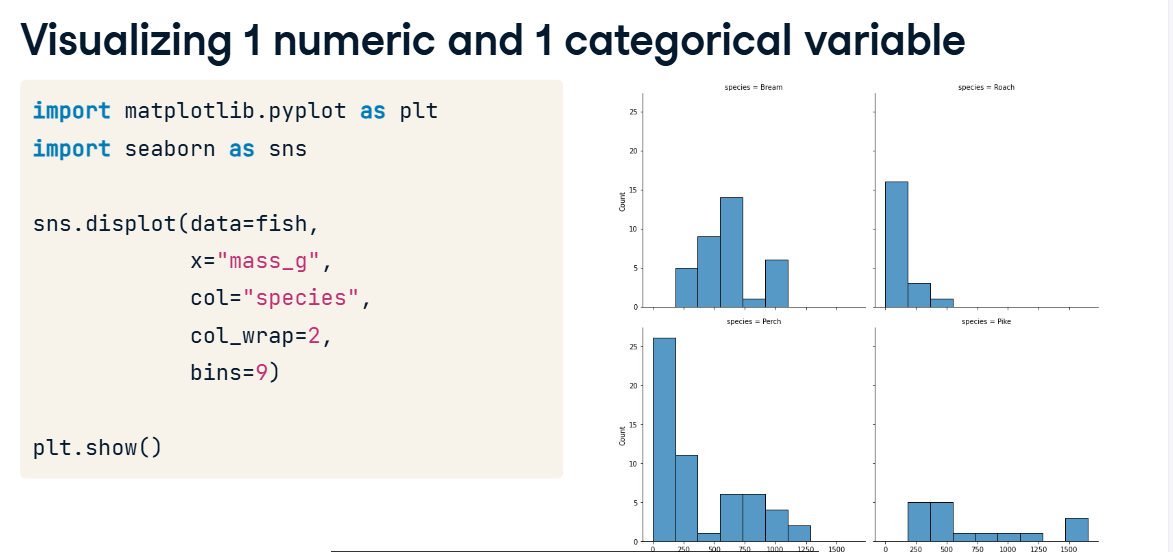 Visualizing 1 numeric and 1 categorical variable
import matplotlib.pyplot as plt
import seaborn as sns
sns.displot(data=fish,
x="mass_g",
col="species",
col_wrap=2,
bins=9)
plt.show()
species = Bream
25
20
15
10
5
0
Count
species = Roach
species = Perch
25
20
15
10
5
0
Count
0 250 500 750 1000 1250 1500
species = Pike
0 250 500 750 1000 1250 1500